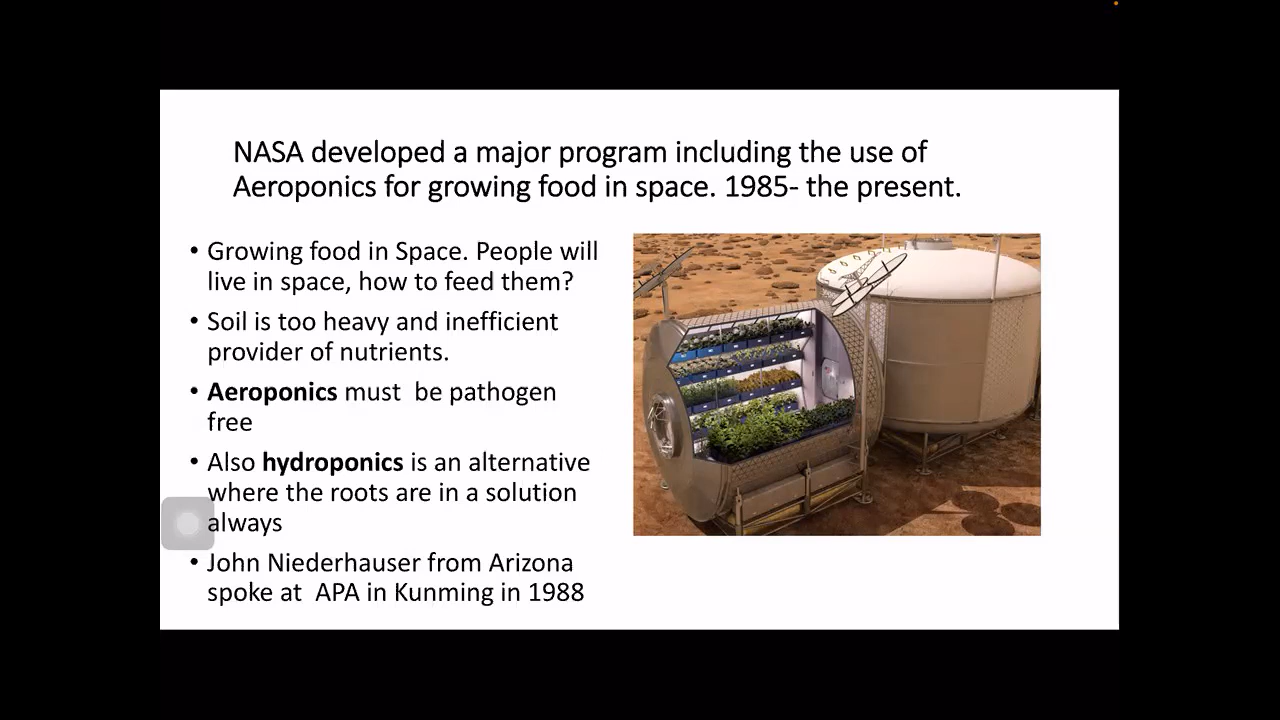 NASA developed a major program including the use of
Aeroponics for growing food in space. 1985- the present.
• Growing food in Space. People will
live in space, how to feed them?
• Soil is too heavy and inefficient
provider of nutrients.
• Aeroponics must  be pathogen
free
• Also hydroponics is an alternative
where the roots are in a solution
always
• John Niederhauser from Arizona
spoke at  APA in Kunming in 1988